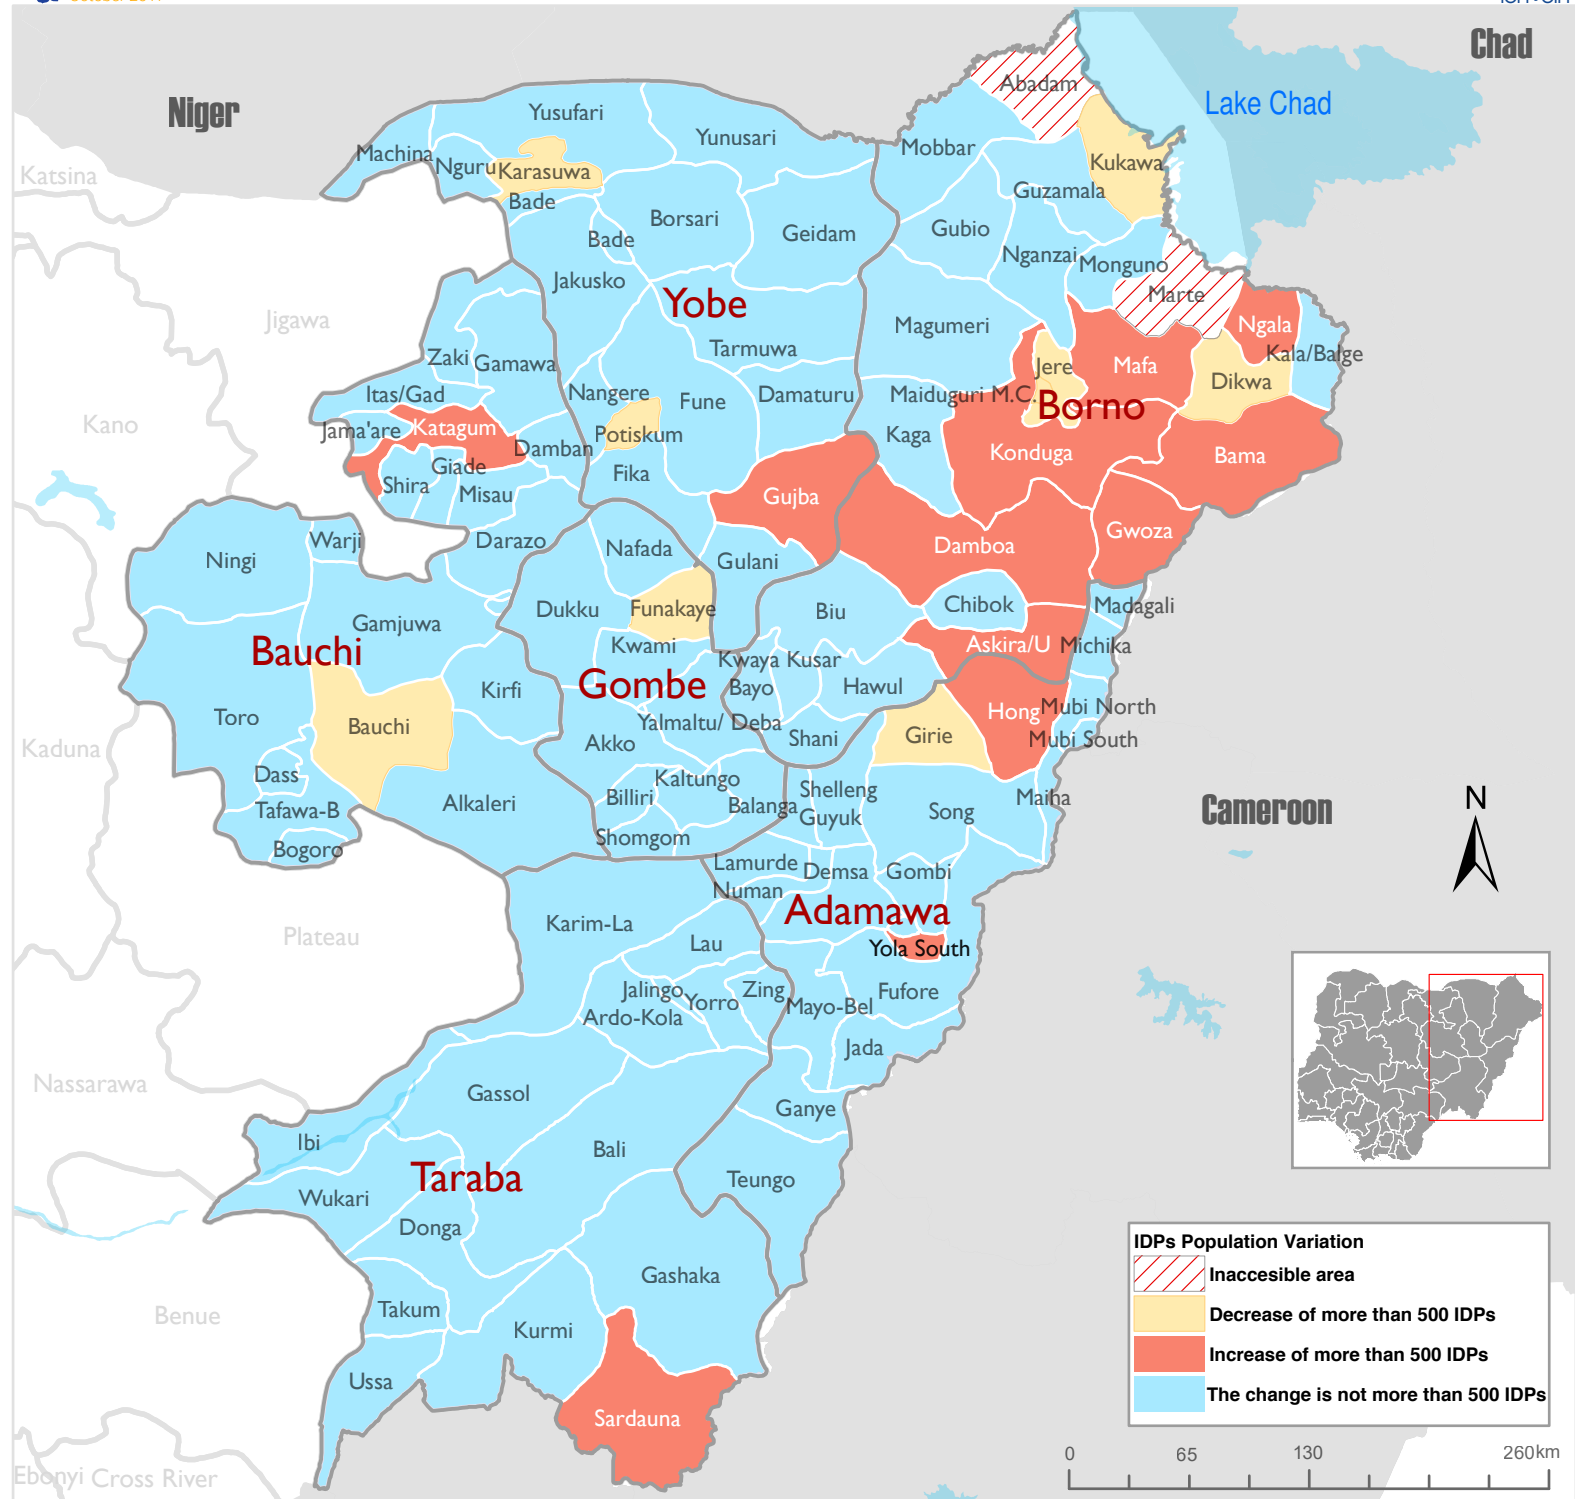 Chad
Niger
Lake Chad
Abadam
Yusufari
Yunusari
Mobbar
Kukawa
Machina
Nguru
Karasuwa
Katsina
Guzamala
Bade
Borsari
Gubio
Geidam
Bade
Nganzai
Monguno
Jakusko
Marte
Yobe
Jigawa
Magumeri
Ngala
Tarmuwa
Kala/Balge
Zaki
Gamawa
Jere
Mafa
Dikwa
Itas/Gad
Nangere
Fune
Damaturu
Maiduguri M.C.
Borno
Kano
Jama'are
Katagum
Potiskum
Kaga
Damban
Konduga
Bama
Giade
Fika
Shira
Misau
Gujba
Gwoza
Warji
Darazo
Nafada
Damboa
Ningi
Gulani
Dukku
Funakaye
Biu
Chibok
Madagali
Gamjuwa
Bauchi
Kwami
Askira/U
Michika
Kwaya Kusar
Gombe
Bayo
Hawul
Kirfi
Toro
Bauchi
Yalmaltu/ Deba
Hong
Mubi North
Akko
Shani
Girie
Mubi South
Kaduna
Dass
Kaltungo
Shelleng
Billiri
Balanga
Maiha
Alkaleri
Tafawa-B
Guyuk
Song
Cameroon
N
Shomgom
Bogoro
Lamurde
Demsa
Gombi
Numan
Adamawa
Karim-La
Plateau
Lau
Yola South
Jalingo
Zing
Yorro
Mayo-Bel
Fufore
Ardo-Kola
Jada
Nassarawa
Gassol
Ganye
Ibi
Bali
Taraba
Teungo
Wukari
Donga
IDPs Population Variation
Inaccesible area
Gashaka
Takum
Benue
Decrease of more than 500 IDPs
Kurmi
Increase of more than 500 IDPs
Ussa
The change is not more than 500 IDPs
Sardauna
0 65 130 260km
Ebonyi
Cross River